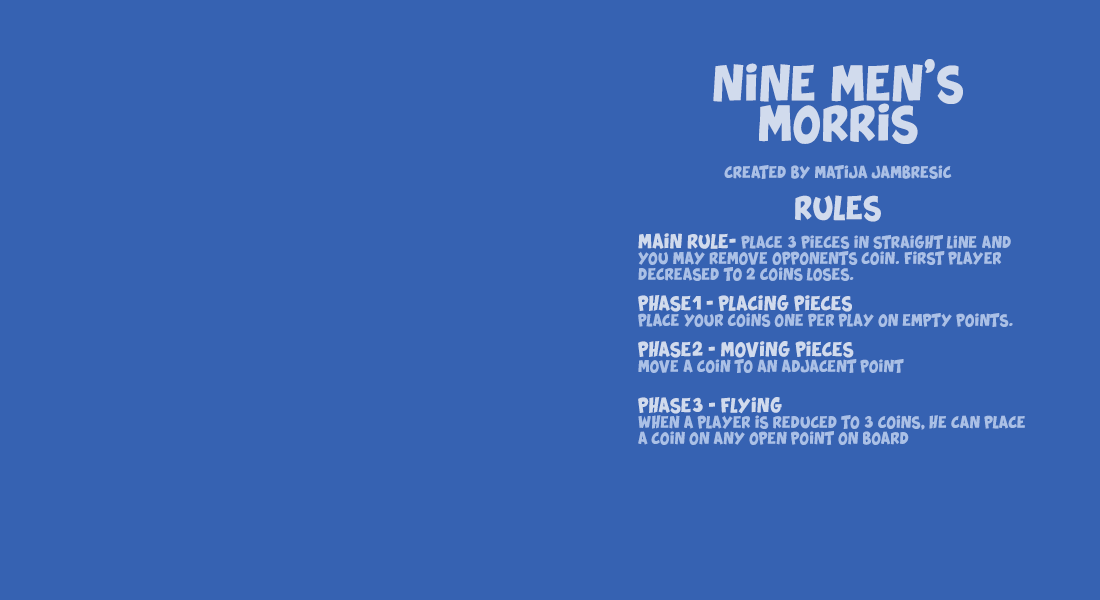 NiNE MEN'S
MORRiS
CREATED BY MATiJA JAMBRESiC
RULES
MAiN RULE- PLACE 3 PiECES iN STRAiGHT LiNE AND
YOU MAY REMOVE OPPONENTS COiN. FiRST PLAYER
DECREASED TO 2 COiNS LOSES.
PHASE1 - PLACiNG PiECES
PLACE YOUR COiNS ONE PER PLAY ON EMPTY POiNTS.
PHASE2 - MOViNG PiECES
MOVE A COiN TO AN ADJACENT POiNT
PHASE3 - FLYiNG
WHEN A PLAYER iS REDUCED TO 3 COiNS, HE CAN PLACE
A COiN ON ANY OPEN POiNT ON BOARD